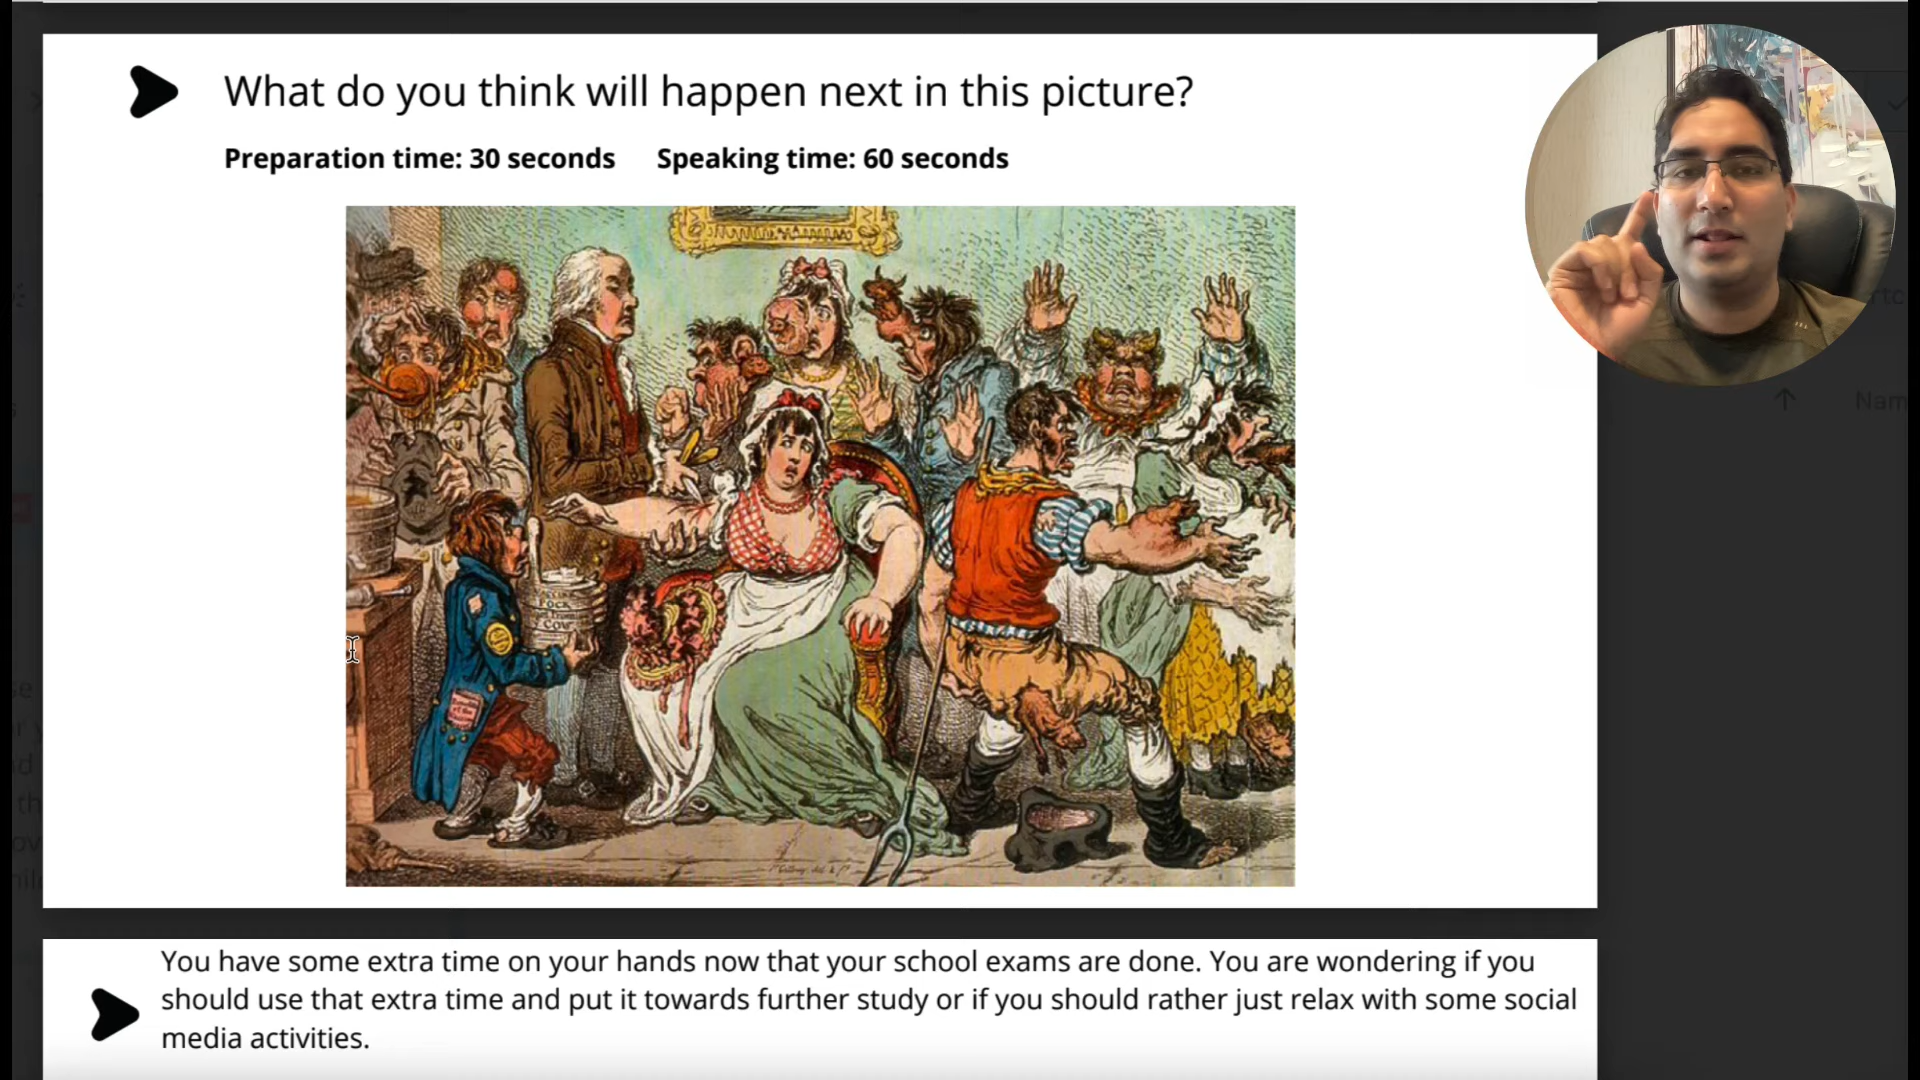 What do you think will happen next in this picture?
Preparation time: 30 seconds Speaking time: 60 seconds
You have some extra time on your hands now that your school exams are done. You are wondering if you
should use that extra time and put it towards further study or if you should rather just relax with some social
media activities.